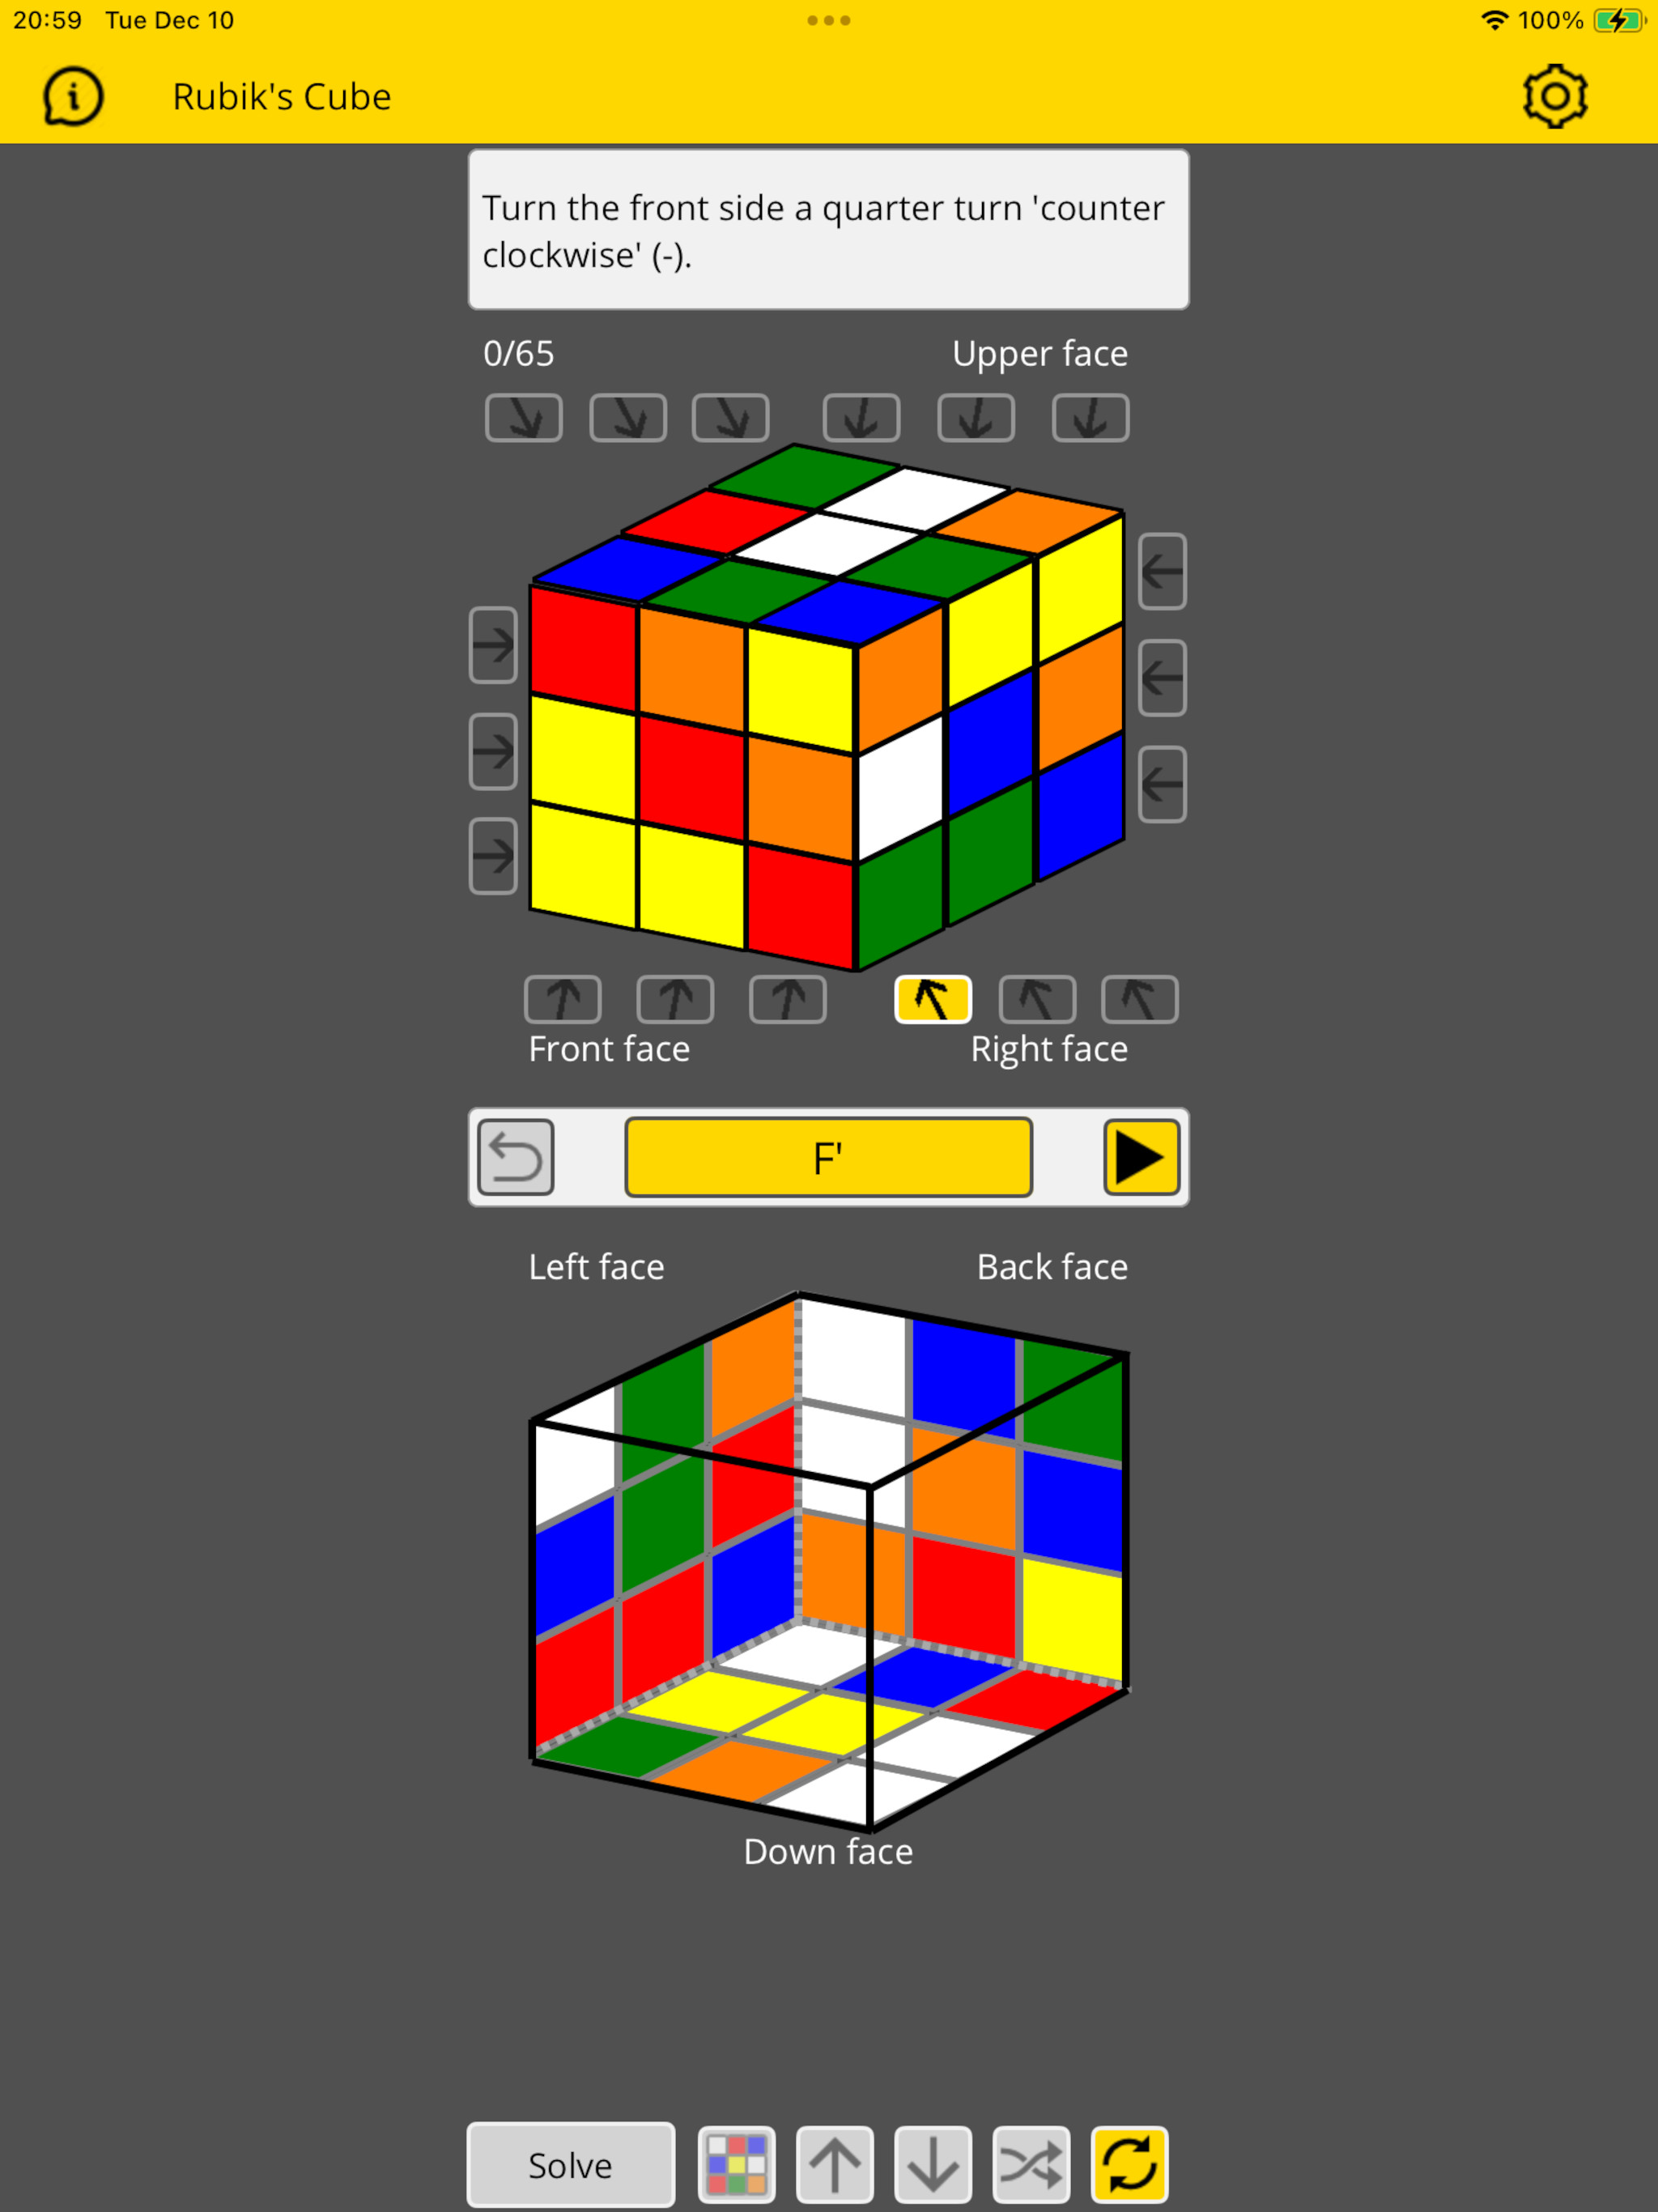 20:59 Tue Dec 10
100%
Rubik's Cube
Turn the front side a quarter turn 'counter
clockwise' (-).
0/65
Upper face
Front face
Right face
F'
Left face
Back face
Down face
Solve